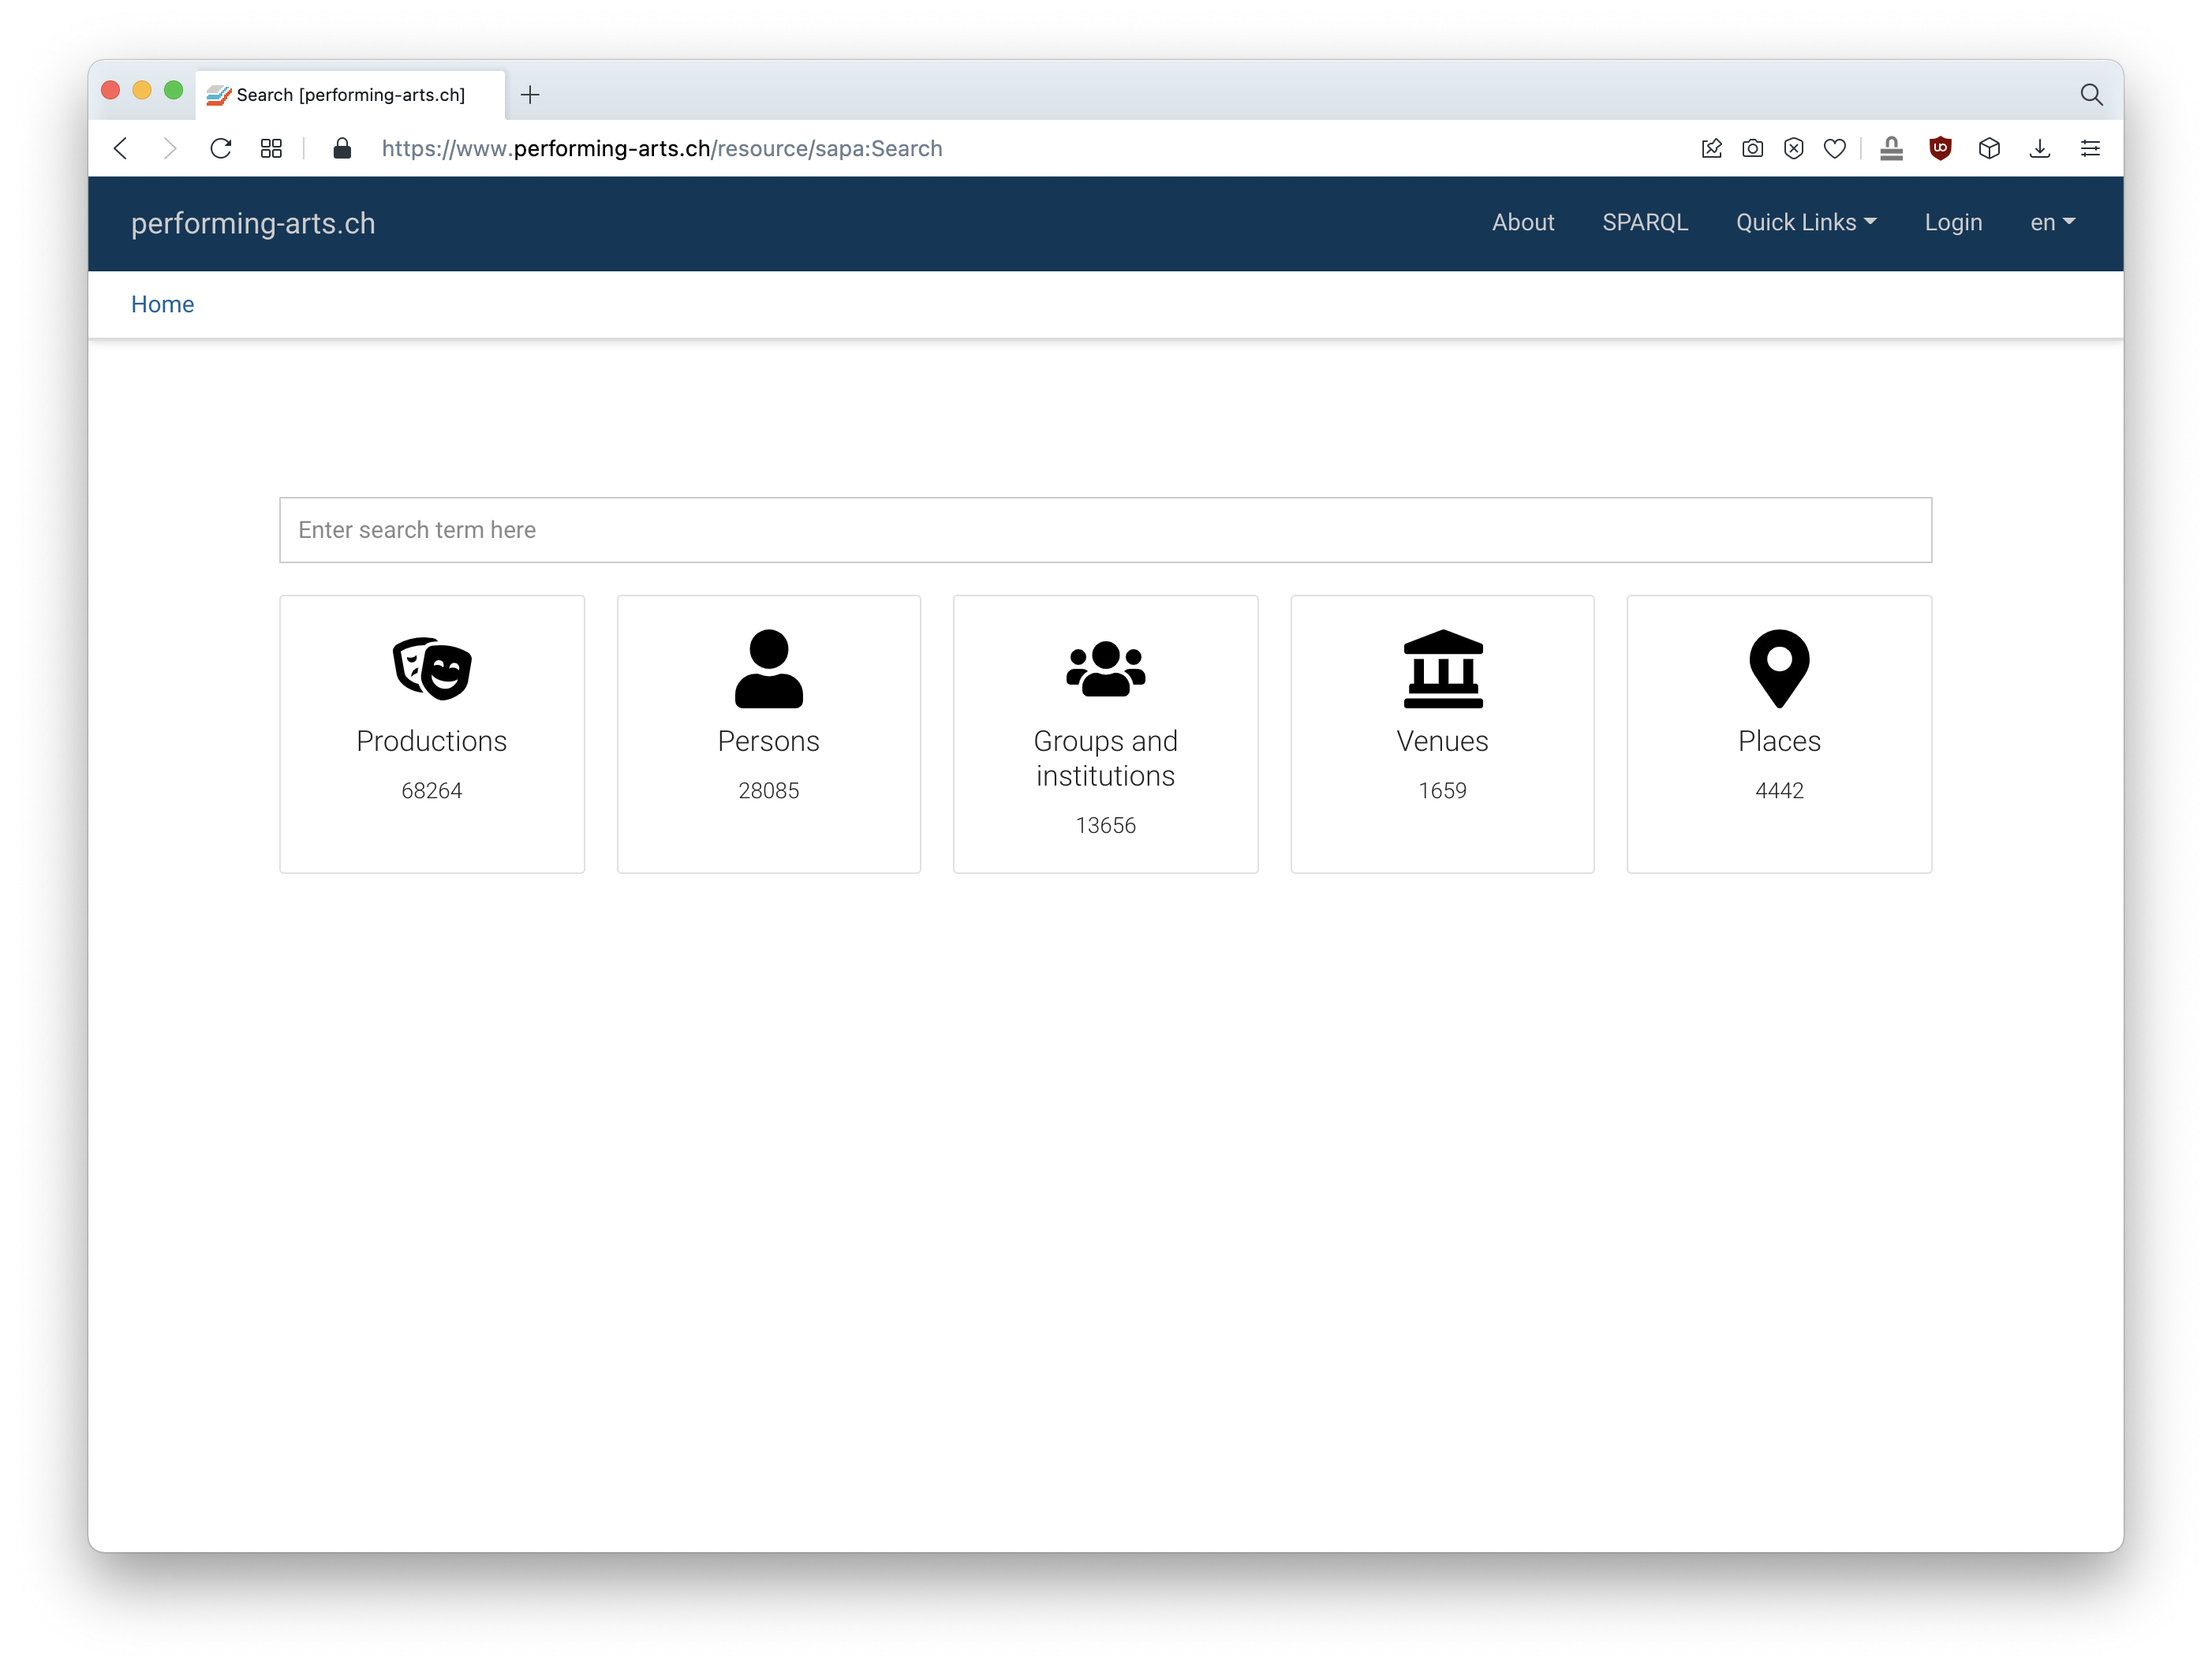 Search [performing-arts.ch]
https://www.performing-arts.ch/resource/sapa:Search
performing-arts.ch
About
SPARQL
Quick Links
Login
en
Home
Enter search term here
Productions
68264
Persons
28085
Groups and
institutions
13656
Venues
1659
Places
4442